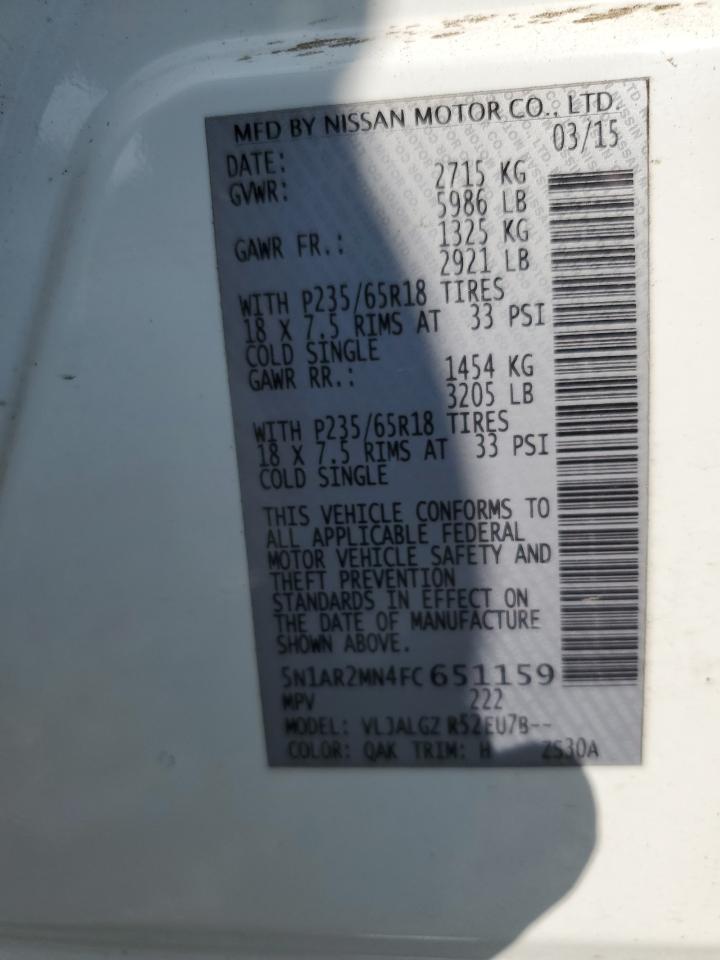 MFD BY NISSAN MOTOR CO., LTD.
DATE: 03/15
GVWR: 2715 KG
5986 LB
GAWR FR.: 1325 KG
2921 LB
WITH P235/65R18 TIRES
18 X 7.5 RIMS AT 33 PSI
COLD SINGLE
GAWR RR.: 1454 KG
3205 LB
WITH P235/65R18 TIRES
18 X 7.5 RIMS AT 33 PSI
COLD SINGLE
THIS VEHICLE CONFORMS TO
ALL APPLICABLE FEDERAL
MOTOR VEHICLE SAFETY AND
THEFT PREVENTION
STANDARDS IN EFFECT ON
THE DATE OF MANUFACTURE
SHOWN ABOVE.
5N1AR2MN4FC651159
MPV 222
MODEL: VLJALGZ R52EU7B--
COLOR: QAK TRIM: H 2S30A